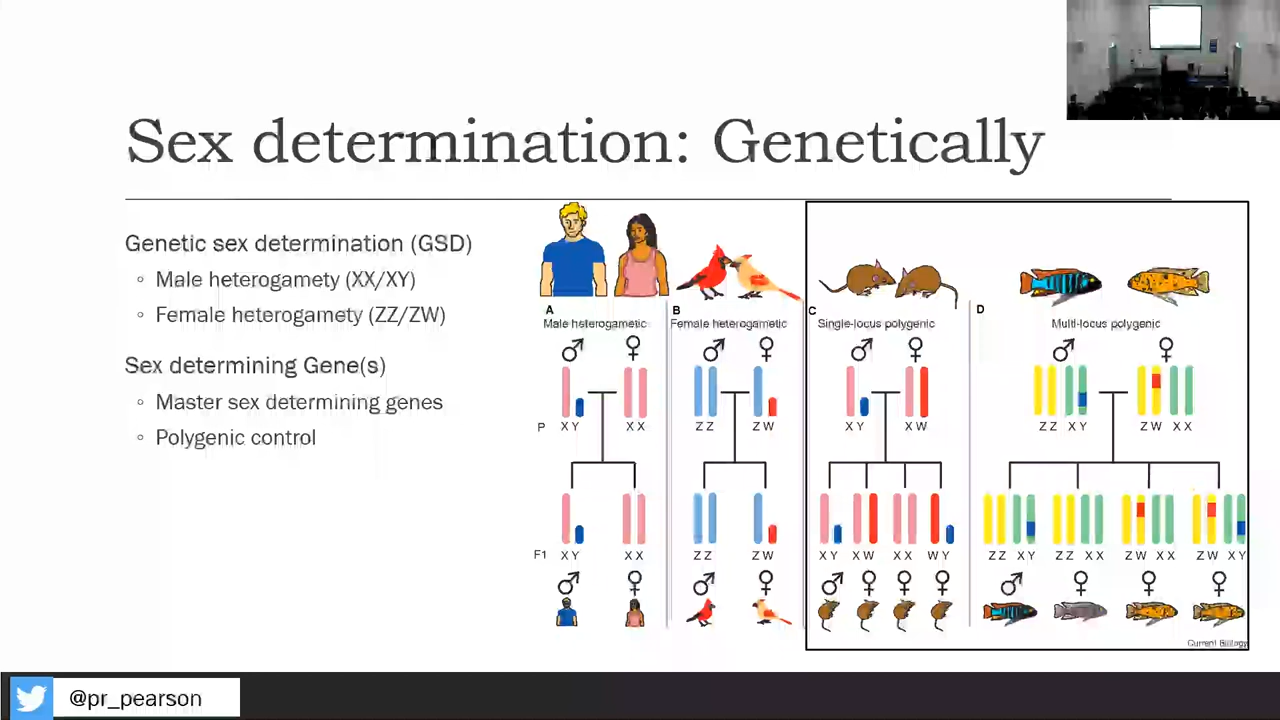 Sex determination: Genetically
Genetic sex determination (GSD)
◦ Male heterogamety (XX/XY)
◦ Female heterogamety (ZZ/ZW)
Sex determining Gene(s)
◦ Master sex determining genes
◦ Polygenic control
A
Male heterogametic
♂ ♀
P X Y X X
F1 X Y X X
♂ ♀
B
Female heterogametic
♂ ♀
Z Z Z W
Z Z Z W
♂ ♀
C
Single-locus polygenic
♂ ♀
X Y X W
X Y X W X X W Y
♂ ♀ ♀ ♀
D
Multi-locus polygenic
♂ ♀
Z Z X Y Z W X X
Z Z X Y Z Z X X Z W X X Z W X Y
♂ ♀ ♀ ♀
Current Biology
@pr_pearson